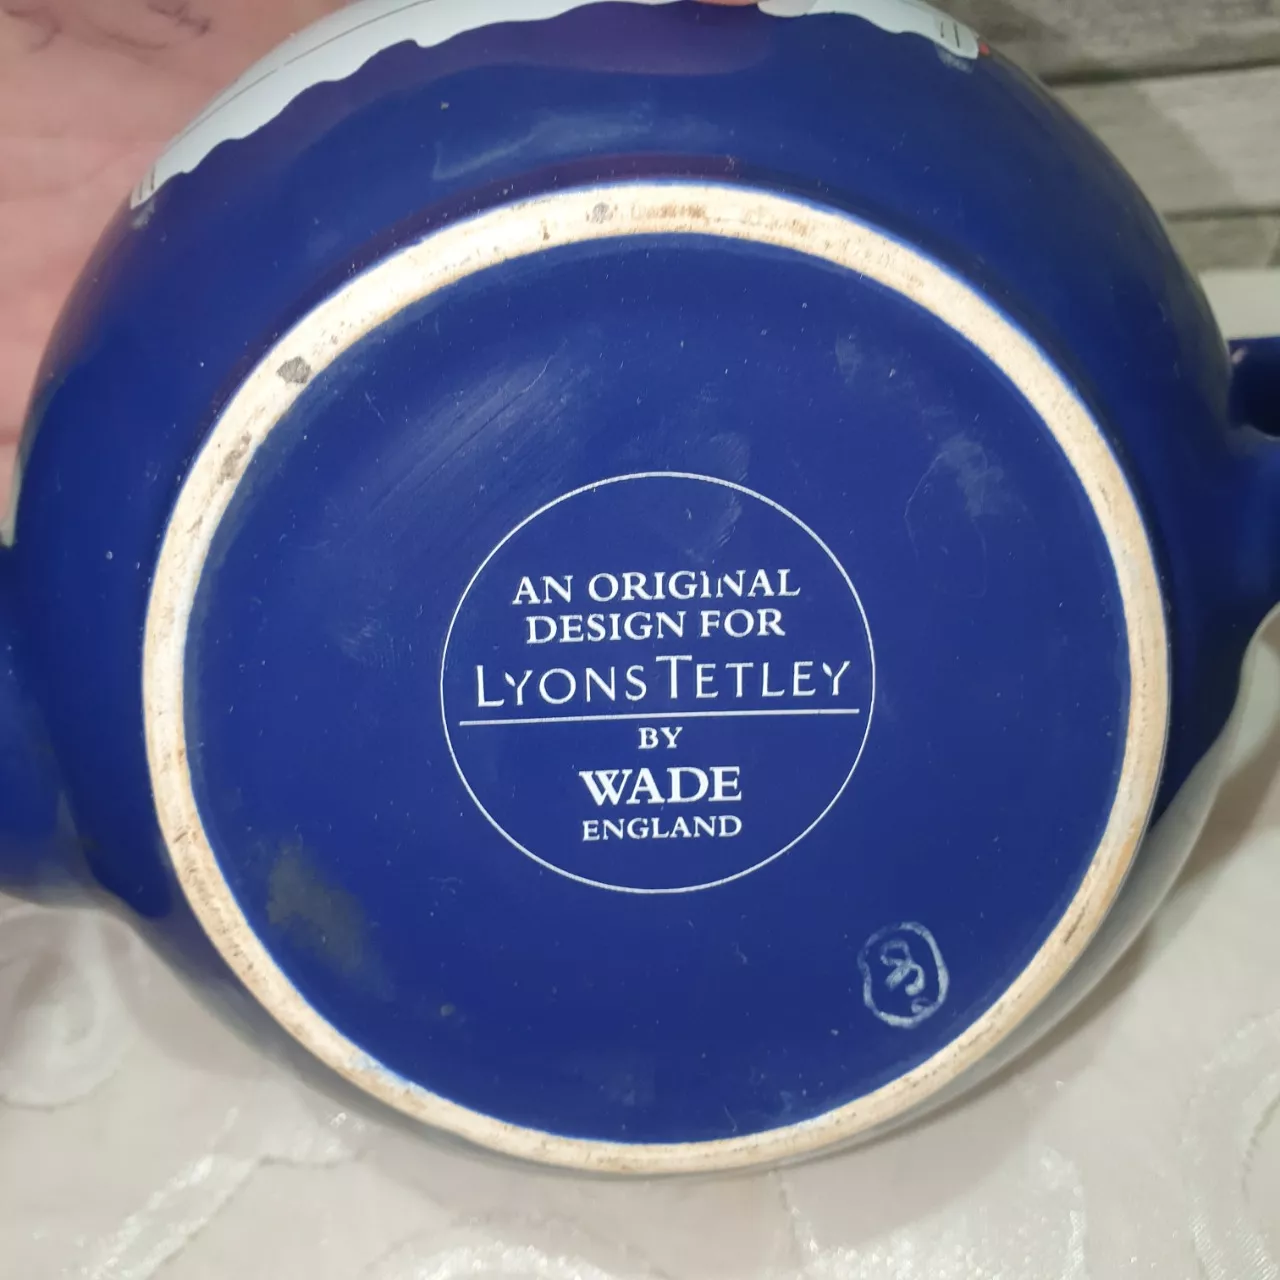 AN ORIGINAL
DESIGN FOR
LYONS TETLEY
BY
WADE
ENGLAND